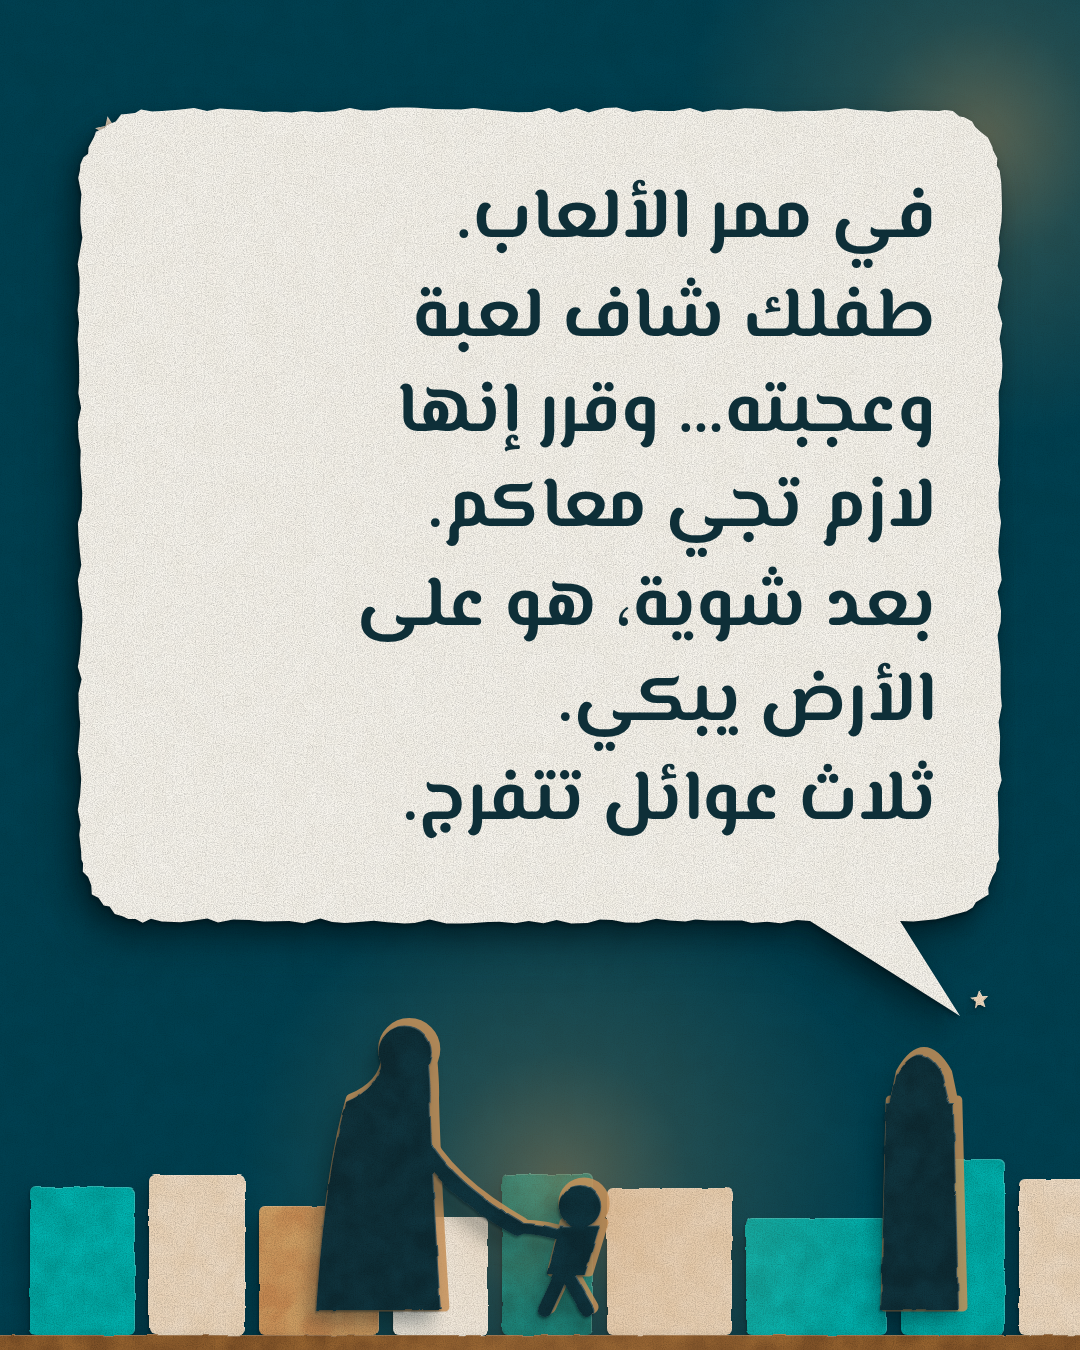 في ممر الألعاب.
طفلك شاف لعبة
وعجبته... وقرر إنها
لازم تجي معاكم.
بعد شوية، هو على
الأرض يبكي.
ثلاث عوائل تتفرج.